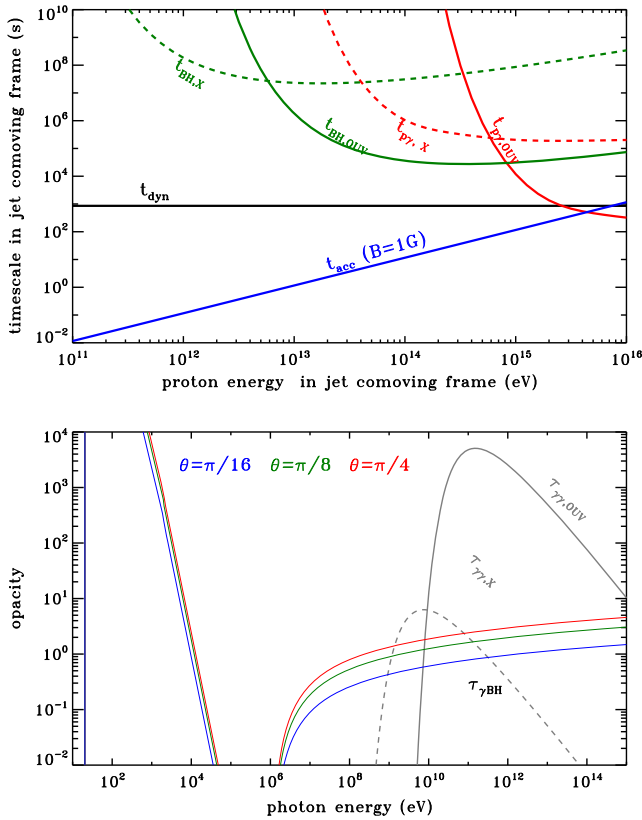 timescale in jet comoving frame (s)
10^10
10^8
10^6
10^4
10^2
10^0
10^-2
t_BH,X
t_BH,OUV
t_pγ, X
t_pγ,OUV
t_dyn
t_acc (B=1G)
10^11
10^12
10^13
10^14
10^15
10^16
proton energy in jet comoving frame (eV)
opacity
10^4
10^3
10^2
10^1
10^0
10^-1
10^-2
θ=π/16 θ=π/8 θ=π/4
τ_γγ,OUV
τ_γγ,X
τ_γBH
10^2
10^4
10^6
10^8
10^10
10^12
10^14
photon energy (eV)